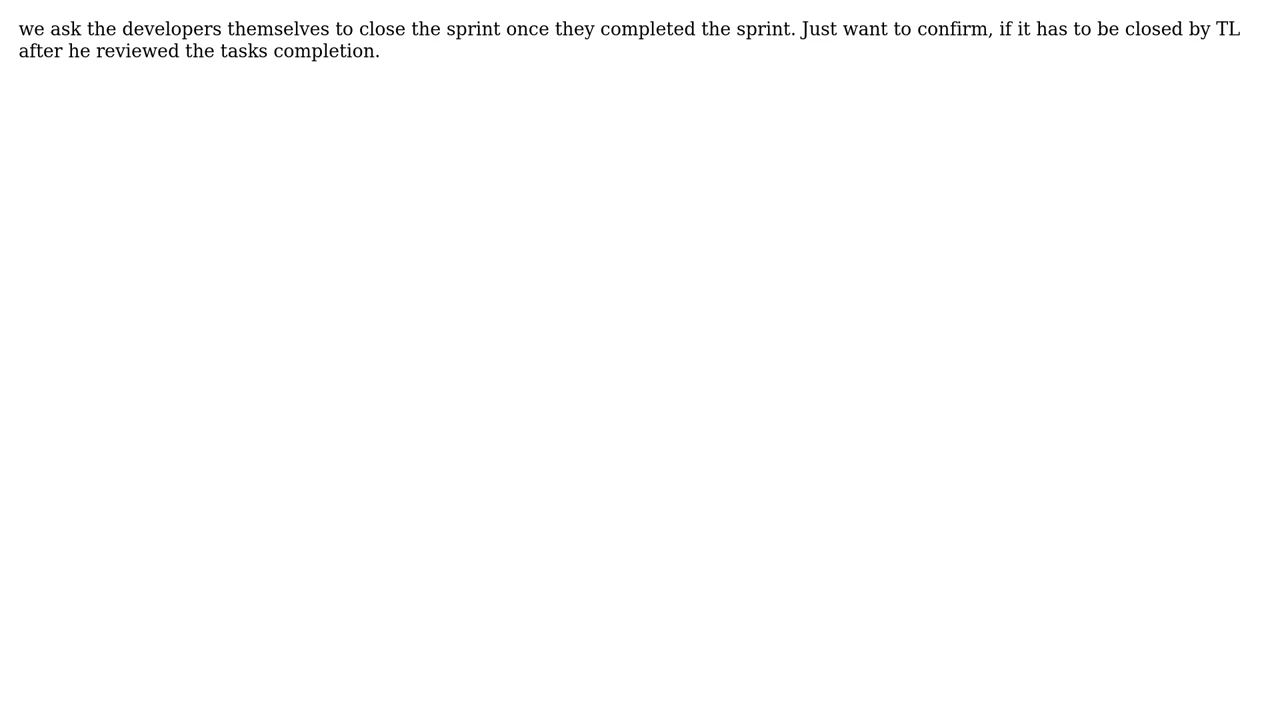 we ask the developers themselves to close the sprint once they completed the sprint. Just want to confirm, if it has to be closed by TL
after he reviewed the tasks completion.